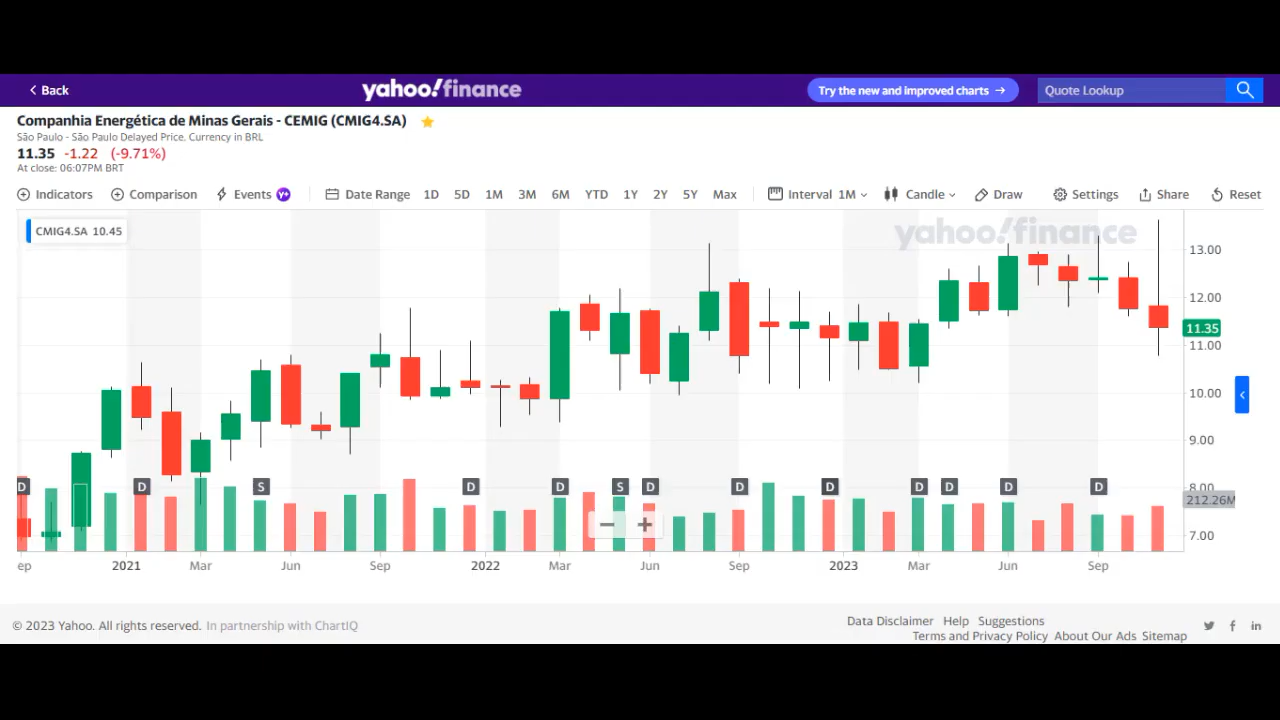 Back
yahoo!finance
Try the new and improved charts →
Quote Lookup
Companhia Energética de Minas Gerais - CEMIG (CMIG4.SA)
São Paulo - São Paulo Delayed Price. Currency in BRL
11.35 -1.22 (-9.71%)
At close: 06:07PM BRT
Indicators Comparison Events Y+ Date Range 1D 5D 1M 3M 6M YTD 1Y 2Y 5Y Max Interval 1M Candle Draw Settings Share Reset
CMIG4.SA 10.45
yahoo!finance
13.00
12.00
11.35
11.00
10.00
9.00
8.00
212.26M
7.00
D D S D D S D D D D D D D
ep 2021 Mar Jun Sep 2022 Mar Jun Sep 2023 Mar Jun Sep
© 2023 Yahoo. All rights reserved. In partnership with ChartIQ
Data Disclaimer Help Suggestions
Terms and Privacy Policy About Our Ads Sitemap